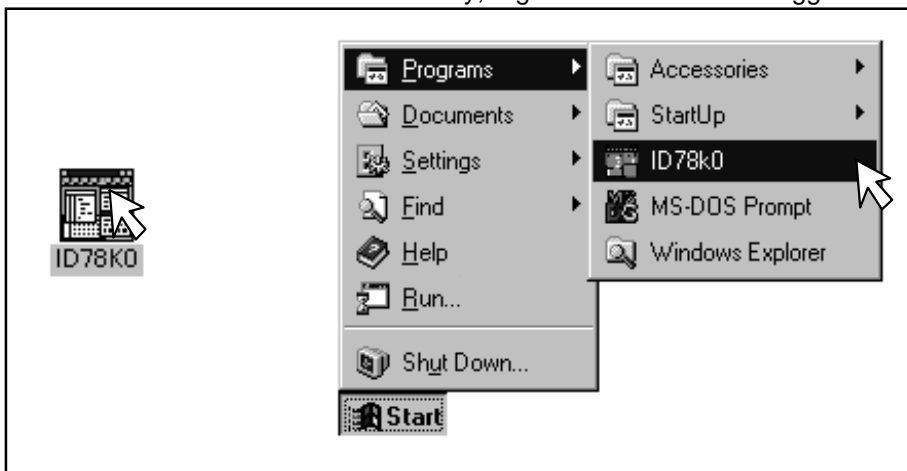 ID78K0
Programs
Documents
Settings
Find
Help
Run...
Shut Down...
Start
Accessories
StartUp
ID78k0
MS-DOS Prompt
Windows Explorer